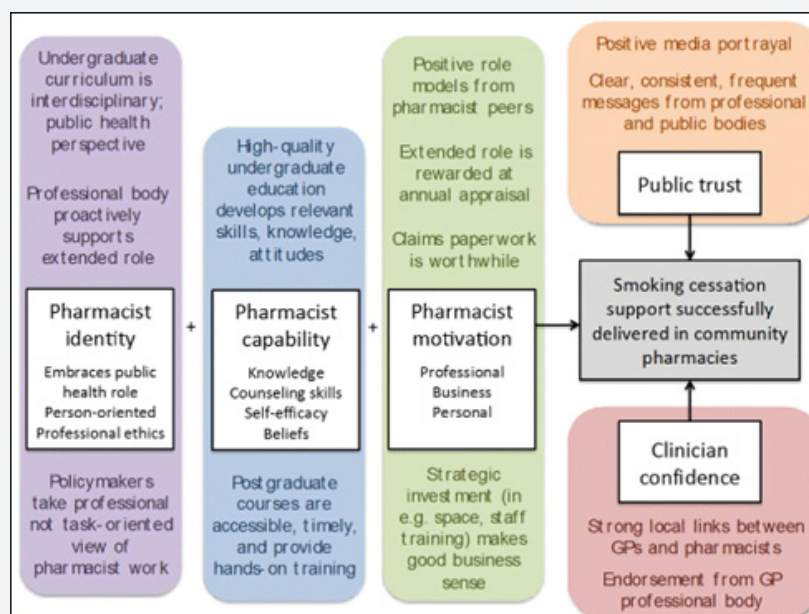 Undergraduate
curriculum is
interdisciplinary;
public health
perspective
Professional body
proactively
supports
extended role
Pharmacist
identity
Embraces public
health role
Person-oriented
Professional ethics
Policymakers
take professional
not task-oriented
view of
pharmacist work
+
High-quality
undergraduate
education
develops relevant
skills, knowledge,
attitudes
Pharmacist
capability
Knowledge
Counseling skills
Self-efficacy
Beliefs
Postgraduate
courses are
accessible, timely,
and provide
hands-on training
+
Positive role
models from
pharmacist peers
Extended role is
rewarded at
annual appraisal
Claims paperwork
is worthwhile
Pharmacist
motivation
Professional
Business
Personal
Strategic
investment (in
e.g. space, staff
training) makes
good business
sense
Positive media portrayal
Clear, consistent, frequent
messages from professional
and public bodies
Public trust
Smoking cessation
support successfully
delivered in community
pharmacies
Clinician
confidence
Strong local links between
GPs and pharmacists
Endorsement from GP
professional body